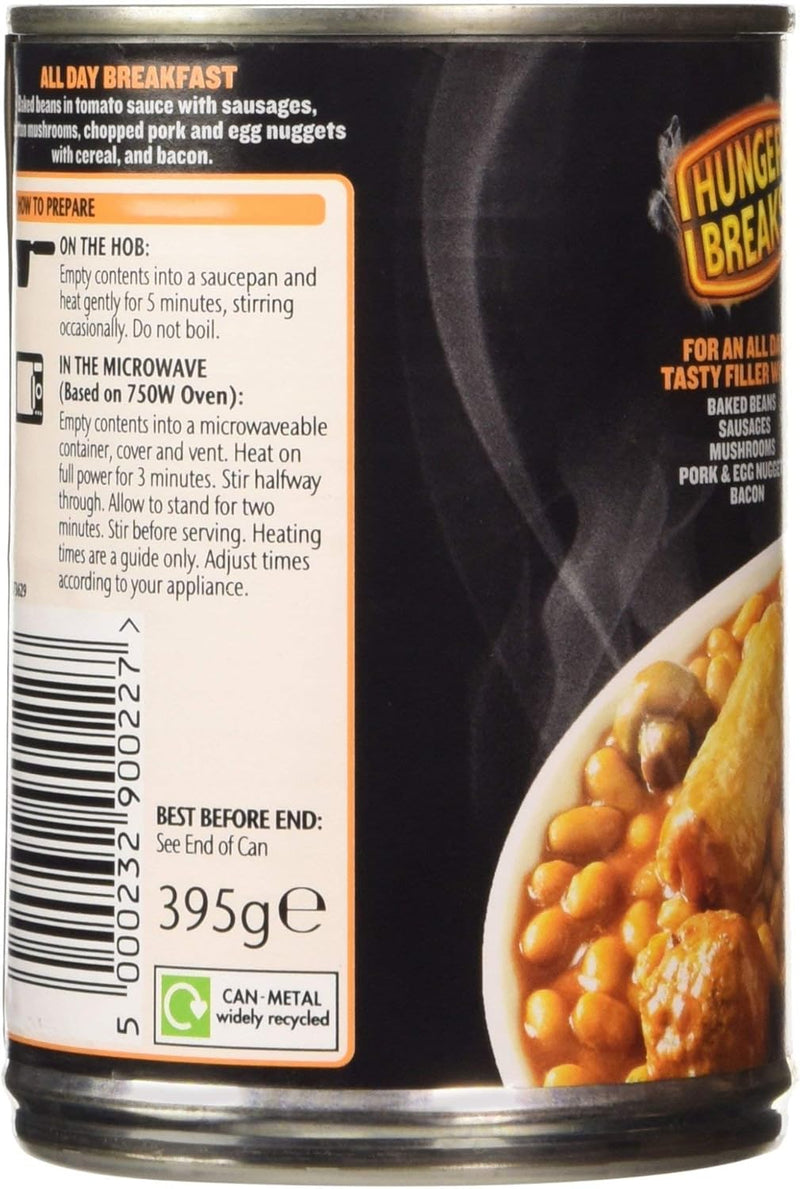 ALL DAY BREAKFAST
Baked beans in tomato sauce with sausages,
mushrooms, chopped pork and egg nuggets
with cereal, and bacon.
HOW TO PREPARE
ON THE HOB:
Empty contents into a saucepan and
heat gently for 5 minutes, stirring
occasionally. Do not boil.
IN THE MICROWAVE
(Based on 750W Oven):
Empty contents into a microwaveable
container, cover and vent. Heat on
full power for 3 minutes. Stir halfway
through. Allow to stand for two
minutes. Stir before serving. Heating
times are a guide only. Adjust times
according to your appliance.
5 000232 900227 >
BEST BEFORE END:
See End of Can
395g e
CAN - METAL
widely recycled
HUNGE
BREAK
FOR AN ALL DA
TASTY FILLER W
BAKED BEANS
SAUSAGES
MUSHROOMS
PORK & EGG NUGGE
BACON